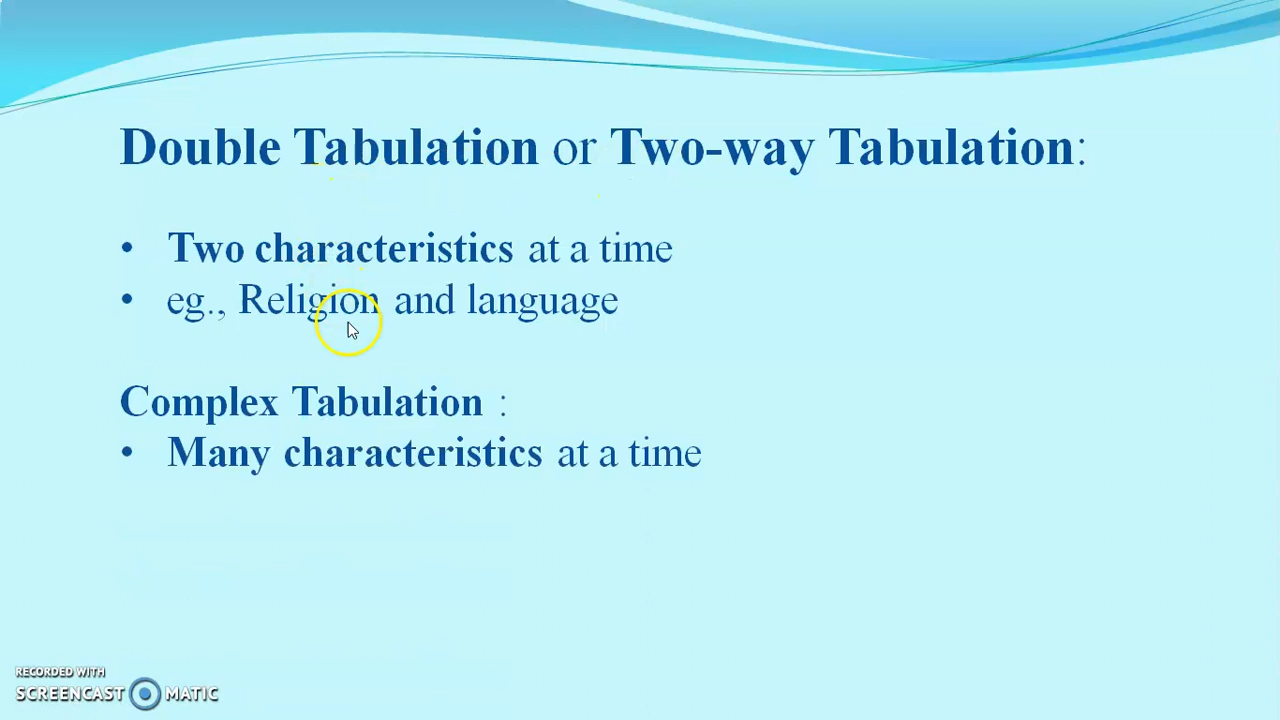 Double Tabulation or Two-way Tabulation:
• Two characteristics at a time
• eg., Religion and language
Complex Tabulation :
• Many characteristics at a time
RECORDED WITH
SCREENCAST MATIC